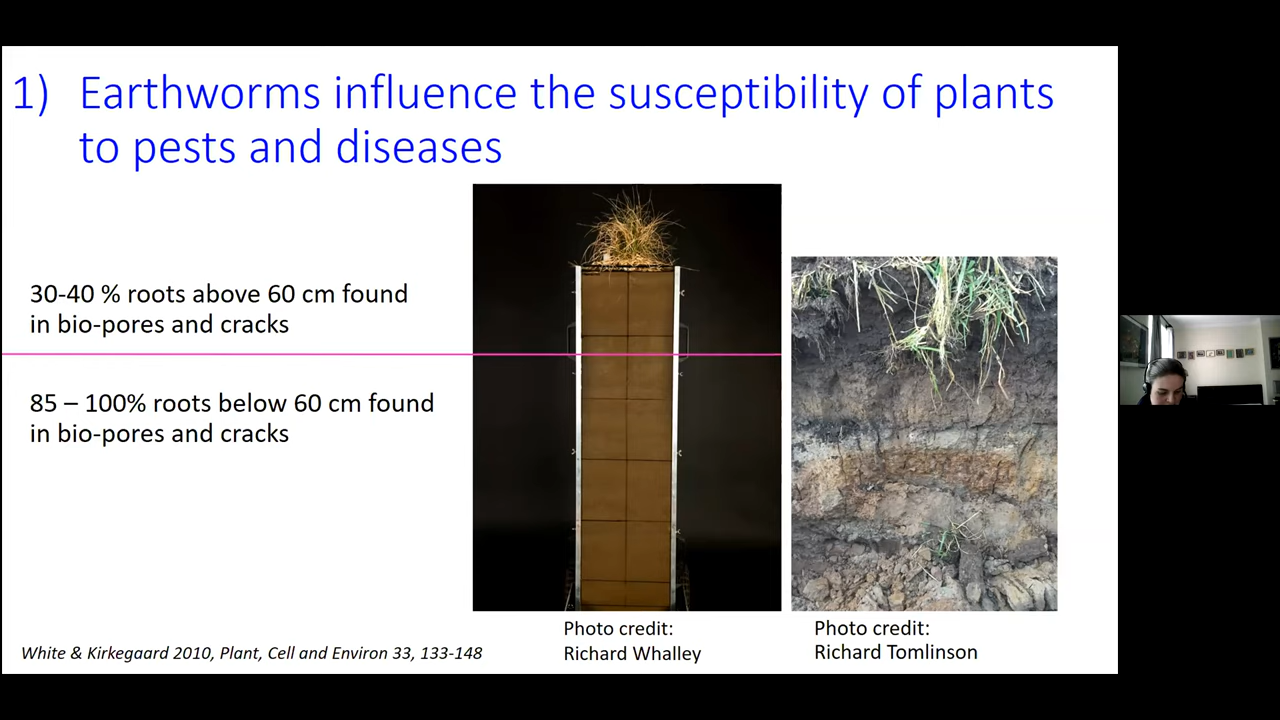 1) Earthworms influence the susceptibility of plants
to pests and diseases
30-40 % roots above 60 cm found
in bio-pores and cracks
85 – 100% roots below 60 cm found
in bio-pores and cracks
White & Kirkegaard 2010, Plant, Cell and Environ 33, 133-148
Photo credit:
Richard Whalley
Photo credit:
Richard Tomlinson